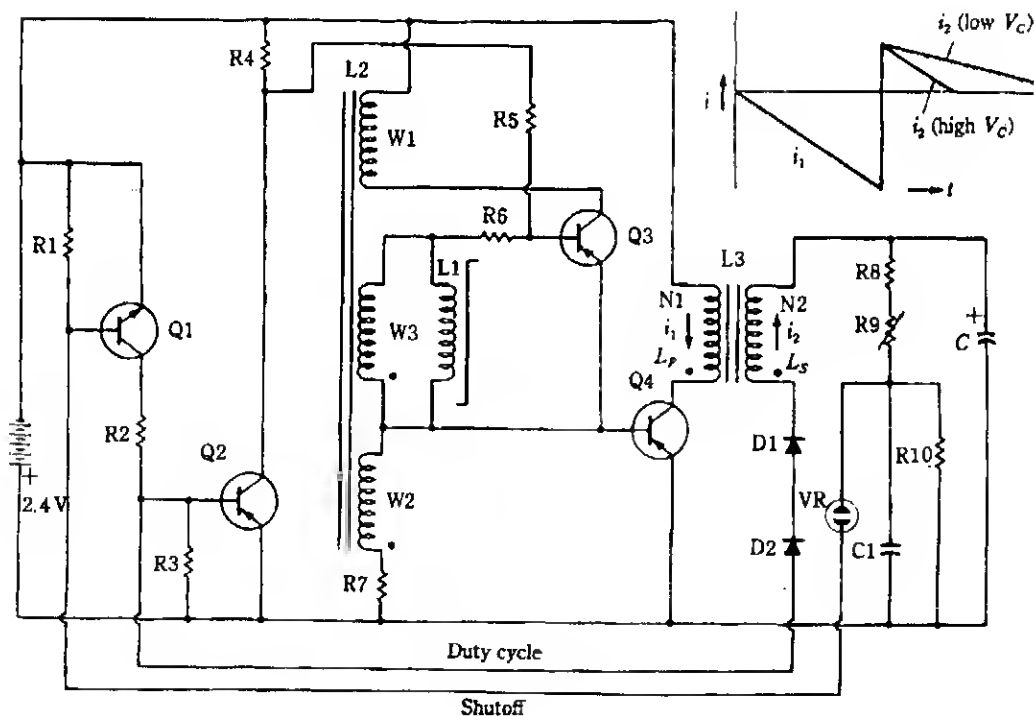 R4
L2
W1
R5
i
i₂ (low V_C)
i₂ (high V_C)
i₁
t
R1
Q1
R6
Q3
L1
W3
L3
N1
N2
i₁
i₂
L_P
L_S
R8
R9
+
C
R2
Q2
Q4
D1
R10
+
2.4 V
W2
VR
R3
D2
C1
R7
Duty cycle
Shutoff